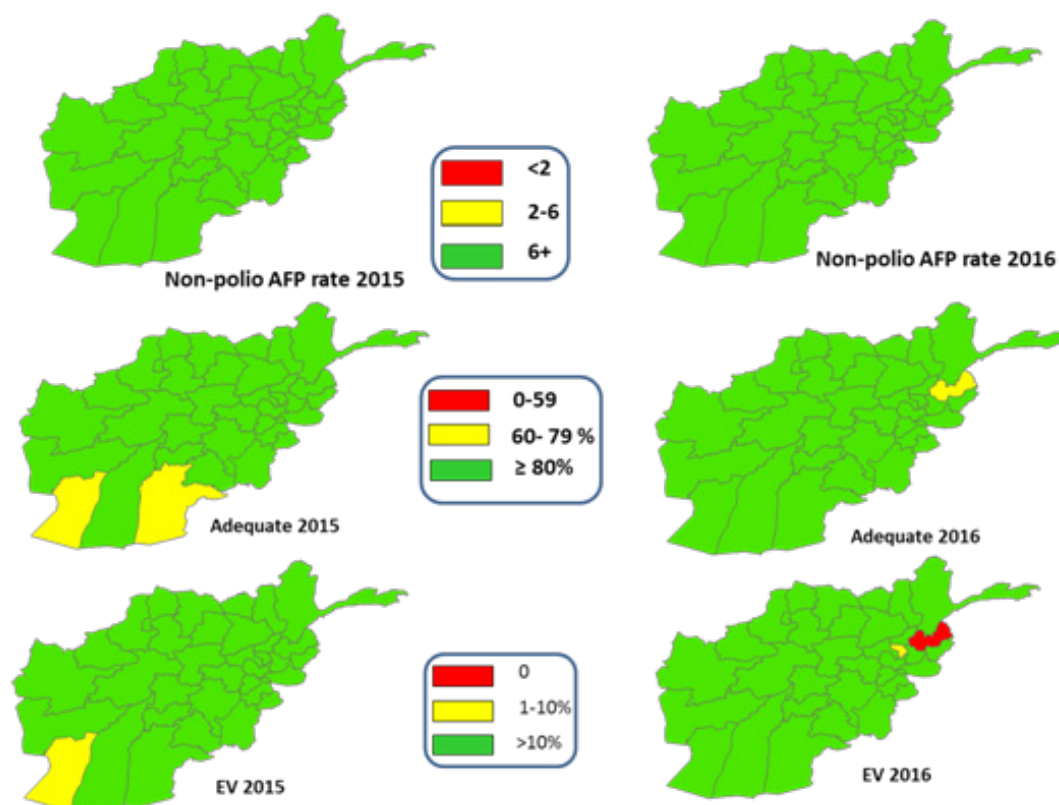 <2
2-6
6+
Non-polio AFP rate 2015
Non-polio AFP rate 2016
0-59
60- 79 %
≥ 80%
Adequate 2015
Adequate 2016
0
1-10%
>10%
EV 2015
EV 2016